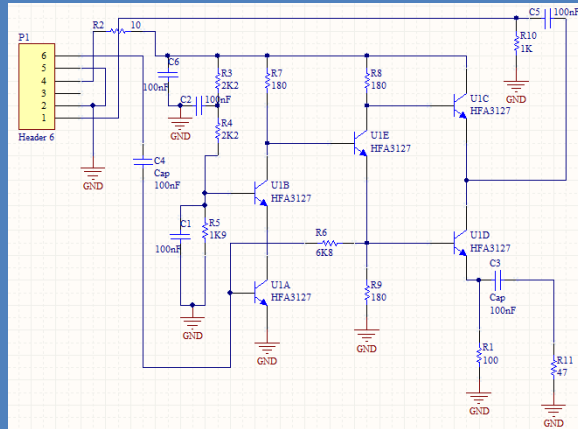 P1
6
5
4
3
2
1
Header 6
R2 10
GND
C4
Cap
100nF
C6
100nF
C2 100nF
GND
R3
2K2
R4
2K2
R7
180
R8
180
C5 100nF
R10
1K
GND
U1C
HFA3127
U1E
HFA3127
U1B
HFA3127
C1
100nF
R5
1K9
GND
R6
6K8
U1D
HFA3127
U1A
HFA3127
GND
R9
180
GND
C3
Cap
100nF
R1
100
GND
R11
47
GND